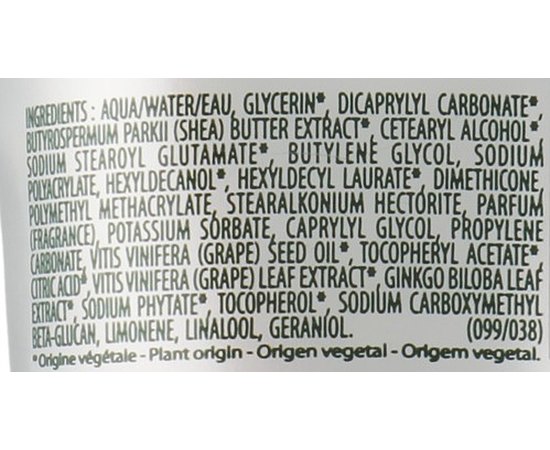 INGREDIENTS : AQUA/WATER/EAU, GLYCERIN*, DICAPRYLYL CARBONATE*,
BUTYROSPERMUM PARKII (SHEA) BUTTER EXTRACT*, CETEARYL ALCOHOL*,
SODIUM STEAROYL GLUTAMATE*, BUTYLENE GLYCOL, SODIUM
POLYACRYLATE, HEXYLDECANOL*, HEXYLDECYL LAURATE*, DIMETHICONE,
POLYMETHYL METHACRYLATE, STEARALKONIUM HECTORITE, PARFUM
(FRAGRANCE), POTASSIUM SORBATE, CAPRYLYL GLYCOL, PROPYLENE
CARBONATE, VITIS VINIFERA (GRAPE) SEED OIL*, TOCOPHERYL ACETATE*,
CITRIC ACID*, VITIS VINIFERA (GRAPE) LEAF EXTRACT*, GINKGO BILOBA LEAF
EXTRACT*, SODIUM PHYTATE*, TOCOPHEROL*, SODIUM CARBOXYMETHYL
BETA-GLUCAN, LIMONENE, LINALOOL, GERANIOL. (099/038)
*Origine végétale - Plant origin - Origen vegetal - Origem vegetal.